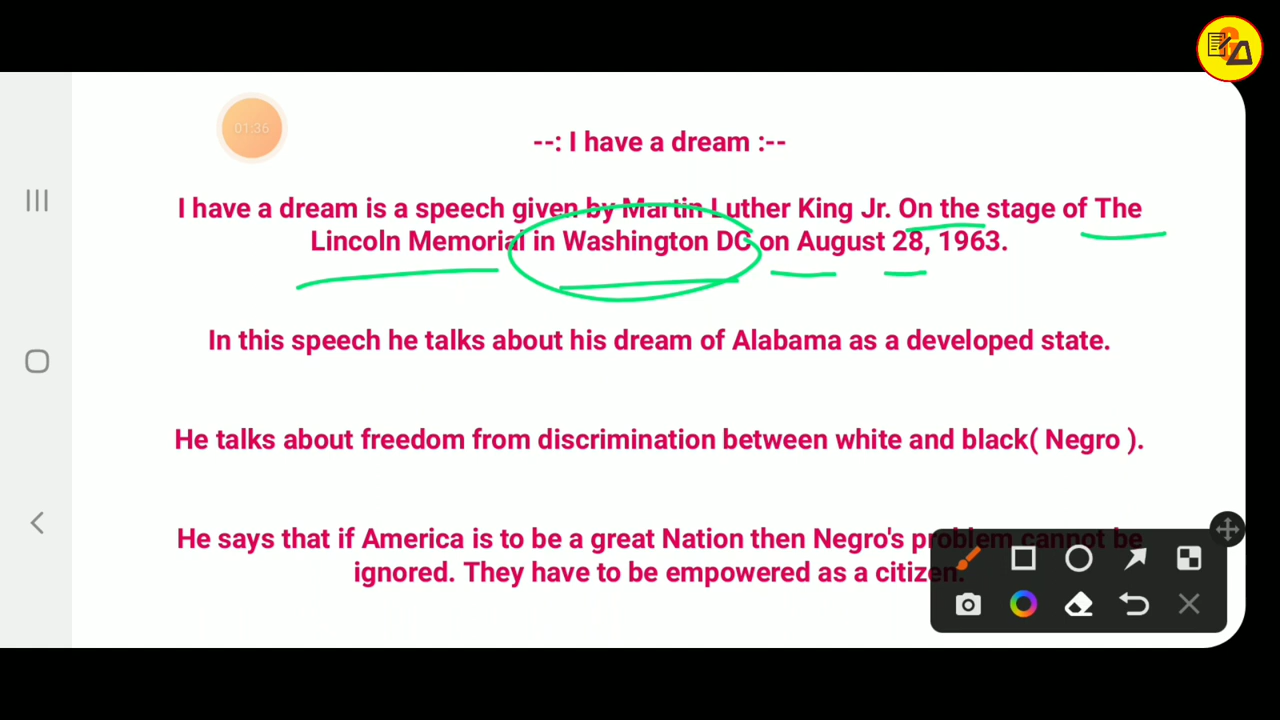 01:36
--: I have a dream :--
I have a dream is a speech given by Martin Luther King Jr. On the stage of The
Lincoln Memorial in Washington DC on August 28, 1963.
In this speech he talks about his dream of Alabama as a developed state.
He talks about freedom from discrimination between white and black( Negro ).
He says that if America is to be a great Nation then Negro's problem cannot be
ignored. They have to be empowered as a citizen.